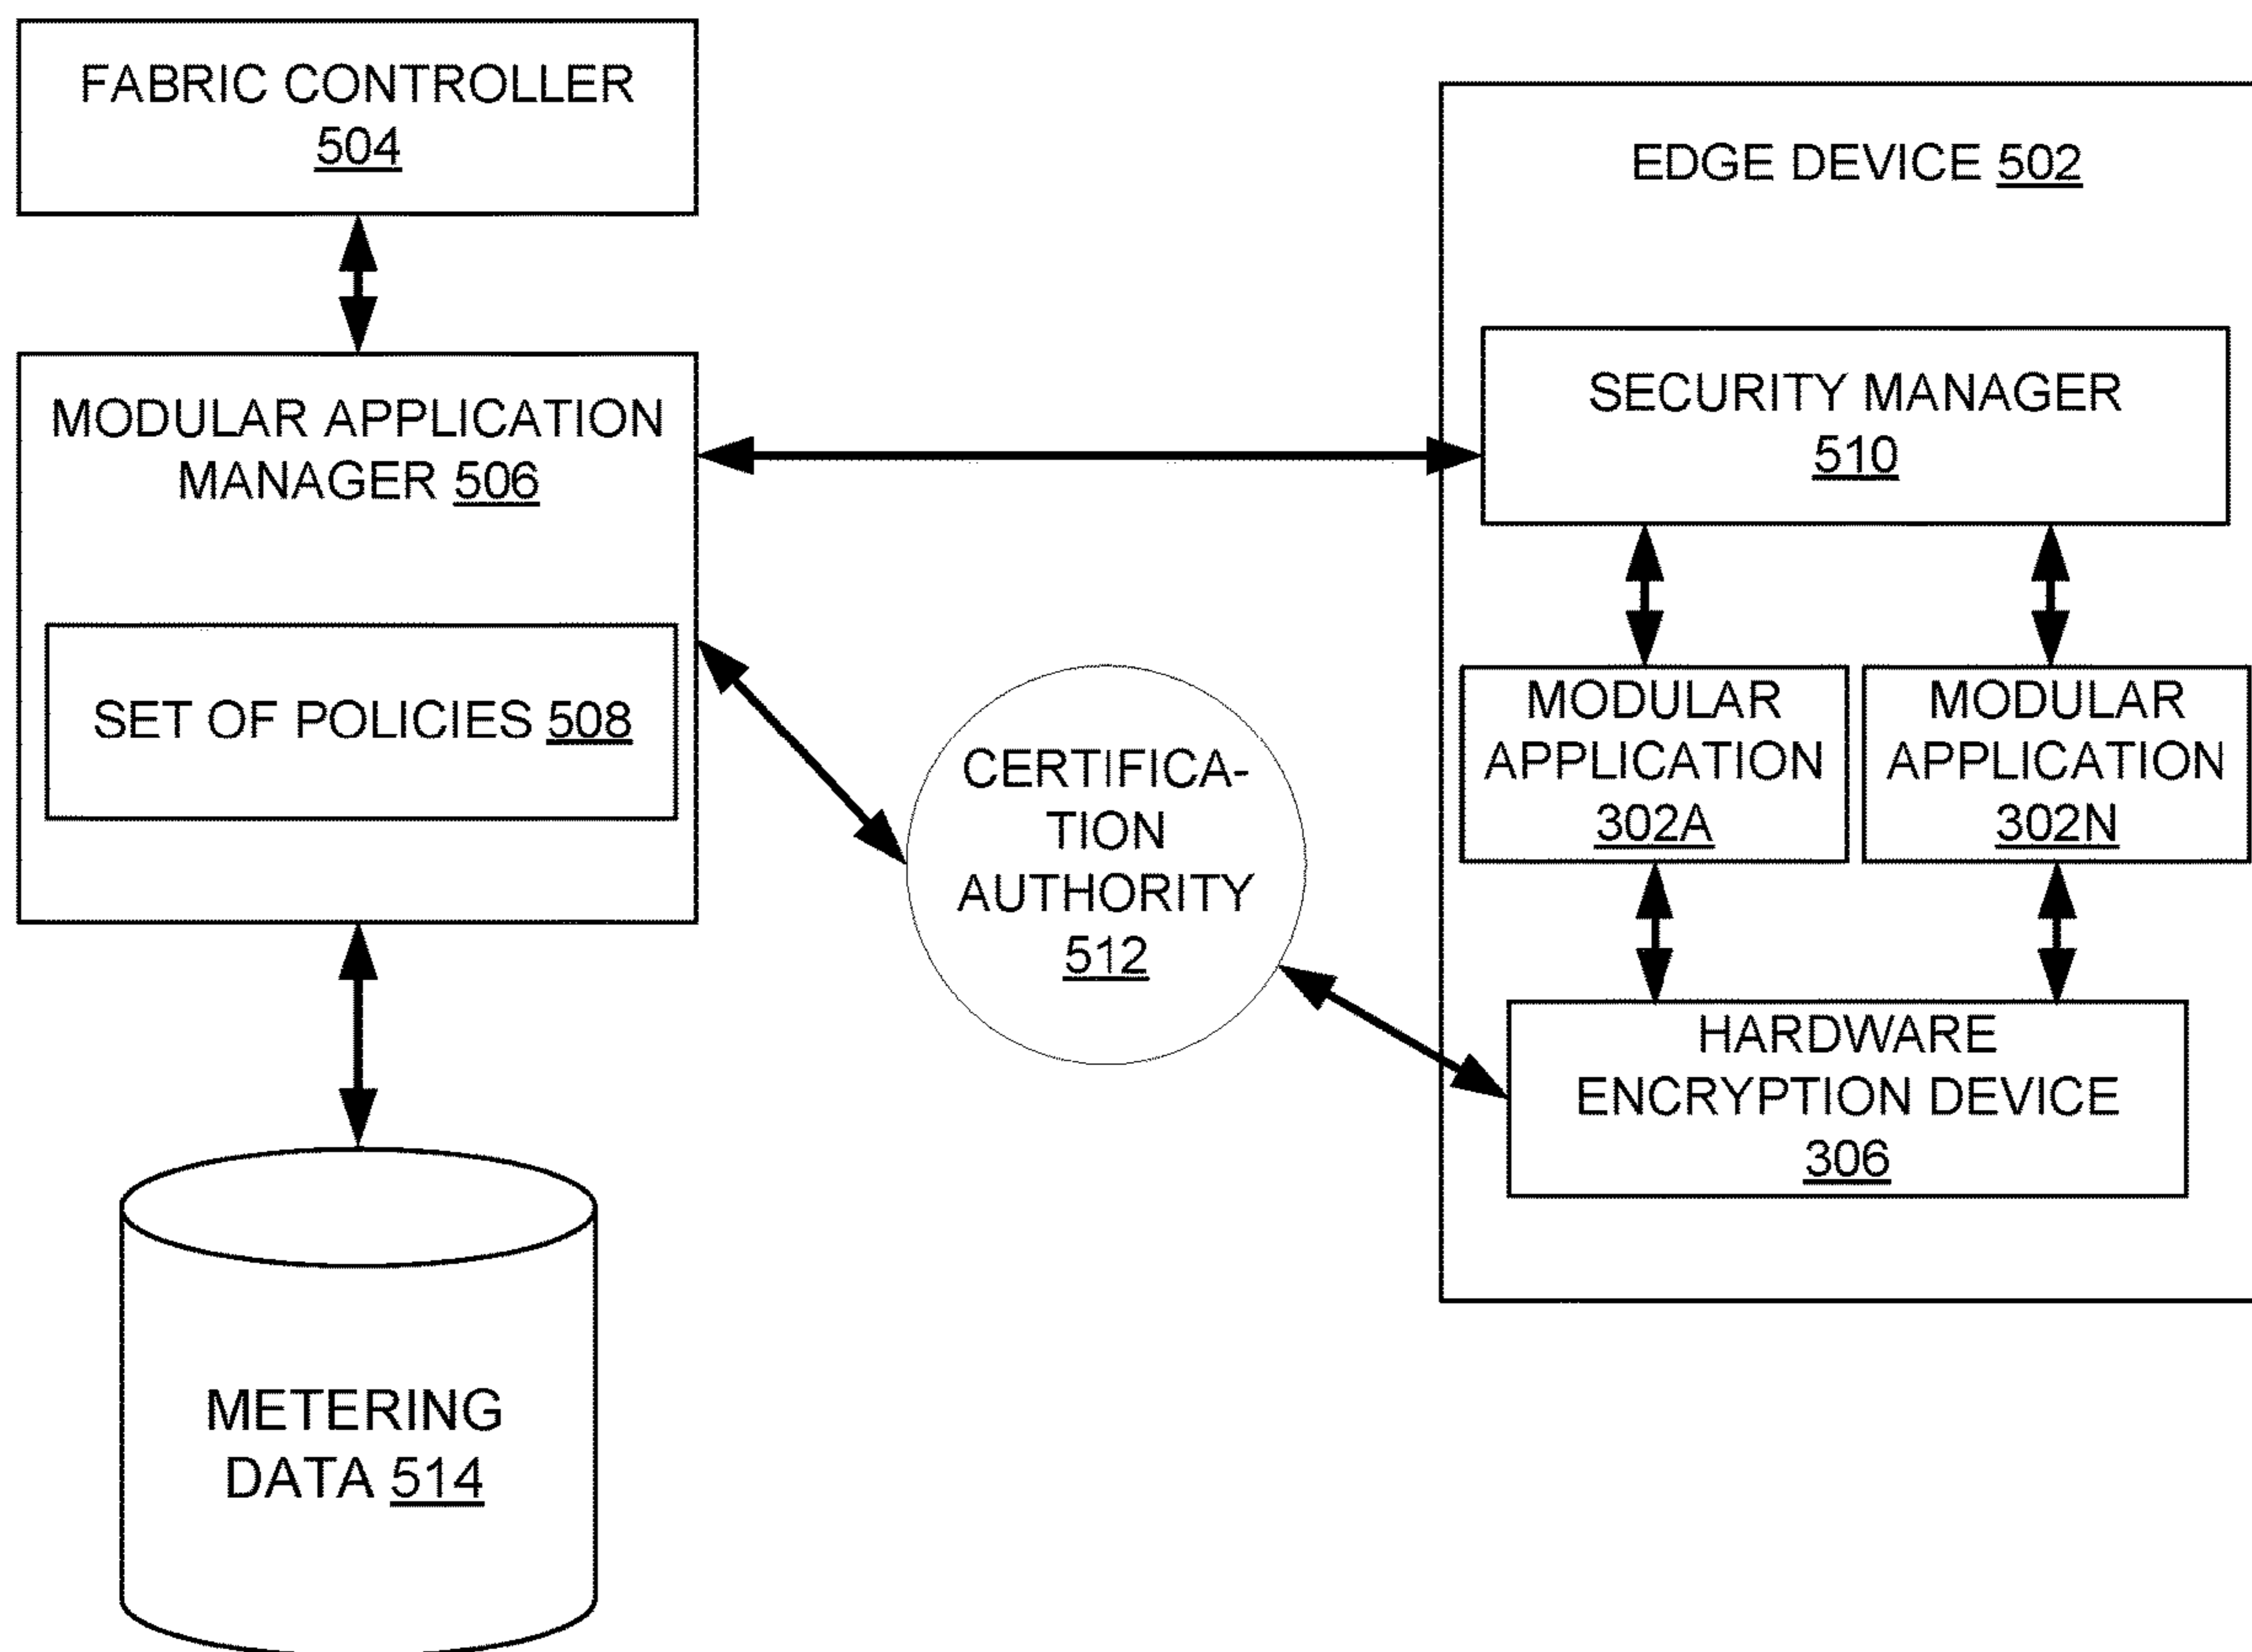 FABRIC CONTROLLER
504
EDGE DEVICE 502
MODULAR APPLICATION
MANAGER 506
SET OF POLICIES 508
SECURITY MANAGER
510
MODULAR
APPLICATION
302A
MODULAR
APPLICATION
302N
CERTIFICA-
TION
AUTHORITY
512
HARDWARE
ENCRYPTION DEVICE
306
METERING
DATA 514